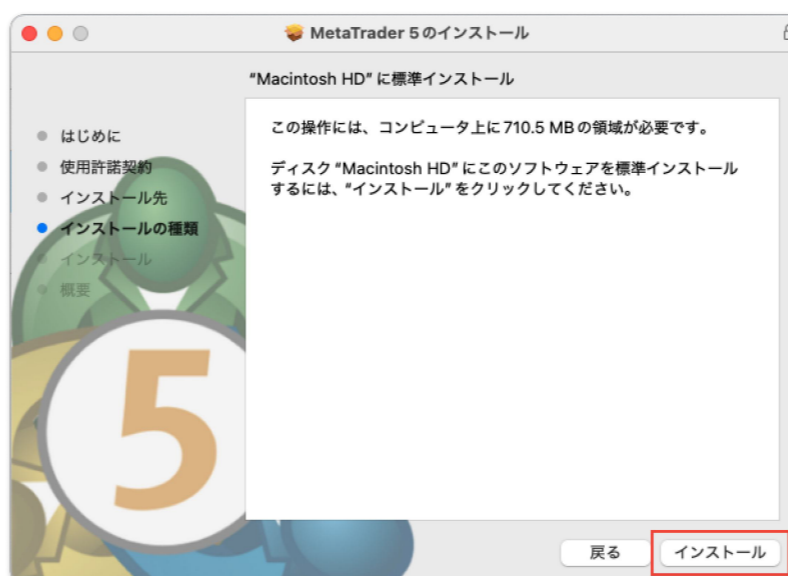 MetaTrader 5のインストール
“Macintosh HD” に標準インストール
はじめに
使用許諾契約
インストール先
インストールの種類
インストール
概要
この操作には、コンピュータ上に710.5 MBの領域が必要です。
ディスク “Macintosh HD” にこのソフトウェアを標準インストール
するには、“インストール” をクリックしてください。
5
戻る
インストール